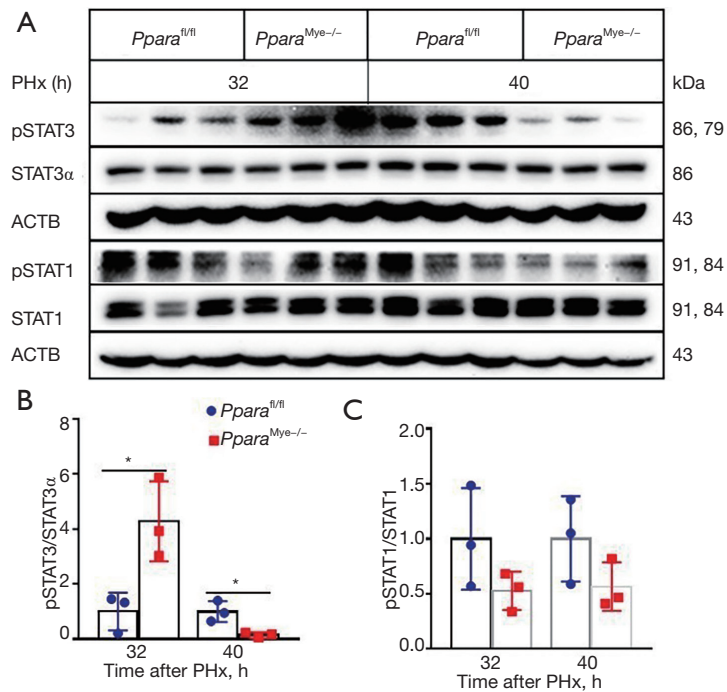 A
Ppara^fl/fl Ppara^Mye−/− Ppara^fl/fl Ppara^Mye−/−
PHx (h) 32 40 kDa
pSTAT3 86, 79
STAT3α 86
ACTB 43
pSTAT1 91, 84
STAT1 91, 84
ACTB 43
B
Ppara^fl/fl
Ppara^Mye−/−
pSTAT3/STAT3α
8
6
4
2
0
*
*
32 40
Time after PHx, h
C
pSTAT1/STAT1
2.0
1.5
1.0
0.5
0.0
32 40
Time after PHx, h